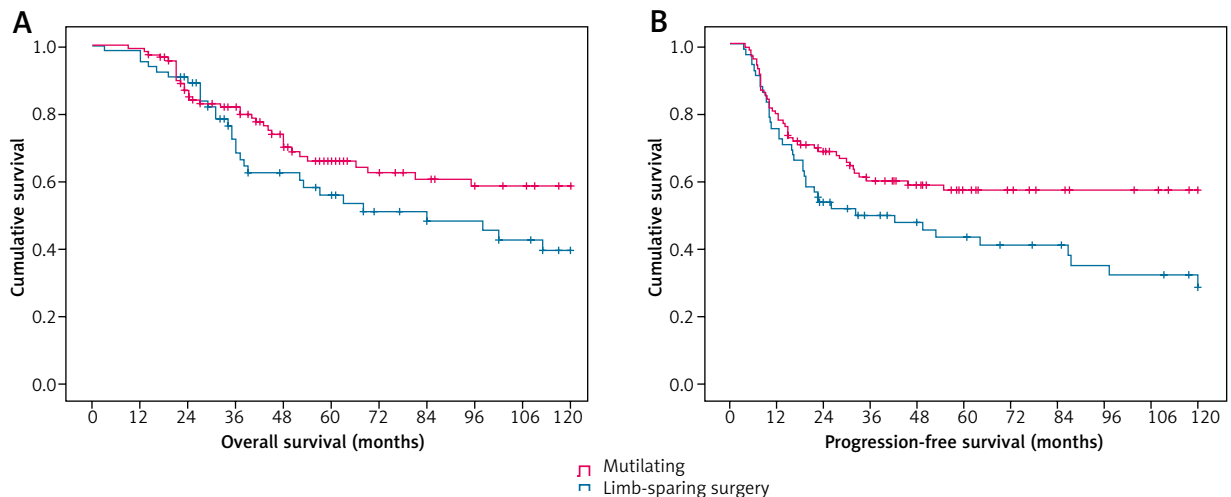 A
B
Cumulative survival
1.0
0.8
0.6
0.4
0.2
0.0
0 12 24 36 48 60 72 84 96 106 120
Overall survival (months)
Cumulative survival
1.0
0.8
0.6
0.4
0.2
0.0
0 12 24 36 48 60 72 84 96 106 120
Progression-free survival (months)
Mutilating
Limb-sparing surgery